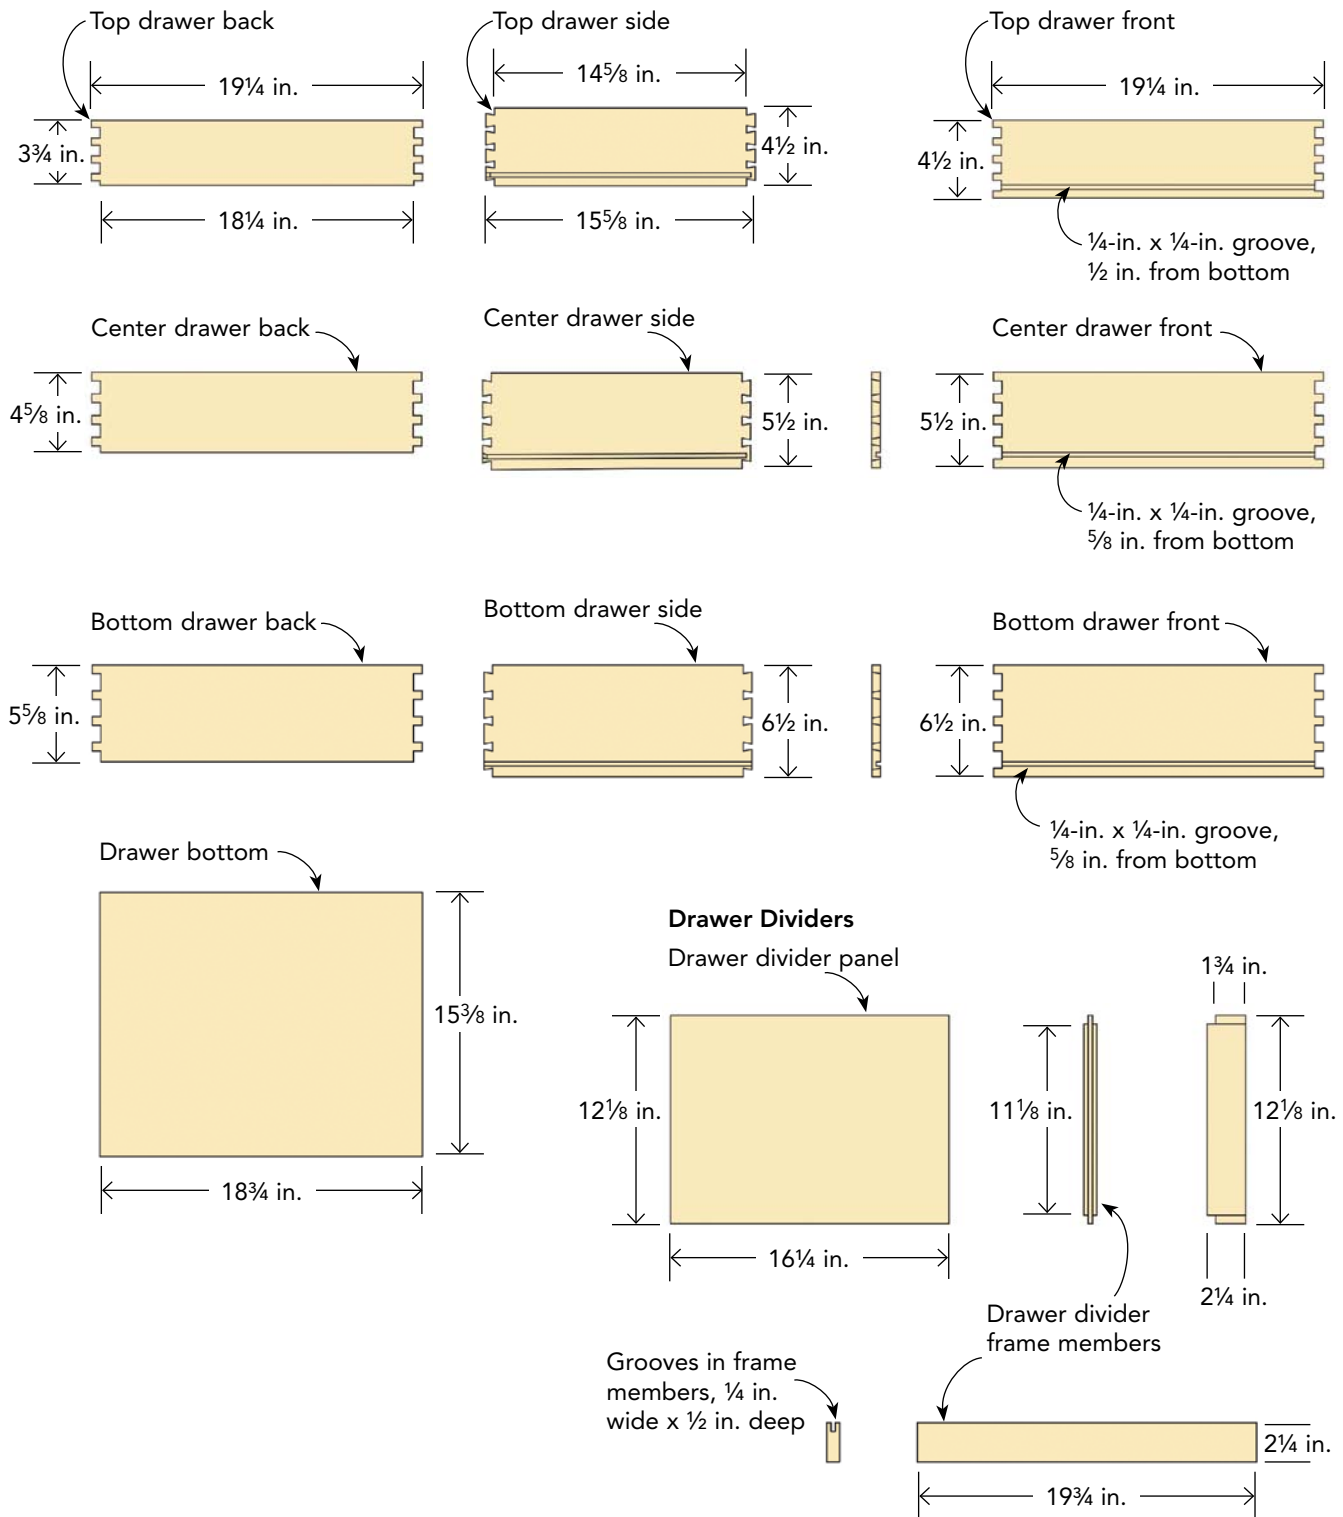 Top drawer back
19¼ in.
3¾ in.
18¼ in.
Top drawer side
14⅝ in.
4½ in.
15⅝ in.
Top drawer front
19¼ in.
4½ in.
¼-in. x ¼-in. groove,
½ in. from bottom
Center drawer back
4⅝ in.
Center drawer side
5½ in.
Center drawer front
5½ in.
¼-in. x ¼-in. groove,
⅝ in. from bottom
Bottom drawer back
5⅝ in.
Bottom drawer side
6½ in.
Bottom drawer front
6½ in.
¼-in. x ¼-in. groove,
⅝ in. from bottom
Drawer bottom
15⅜ in.
18¾ in.
Drawer Dividers
Drawer divider panel
12⅛ in.
16¼ in.
11⅛ in.
1¾ in.
12⅛ in.
2¼ in.
Drawer divider
frame members
Grooves in frame
members, ¼ in.
wide x ½ in. deep
2¼ in.
19¾ in.